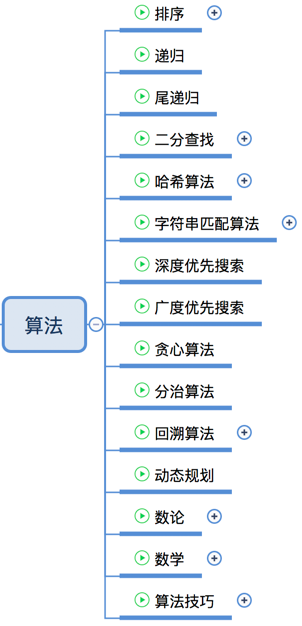 排序
递归
尾递归
二分查找
哈希算法
字符串匹配算法
深度优先搜索
广度优先搜索
算法
贪心算法
分治算法
回溯算法
动态规划
数论
数学
算法技巧